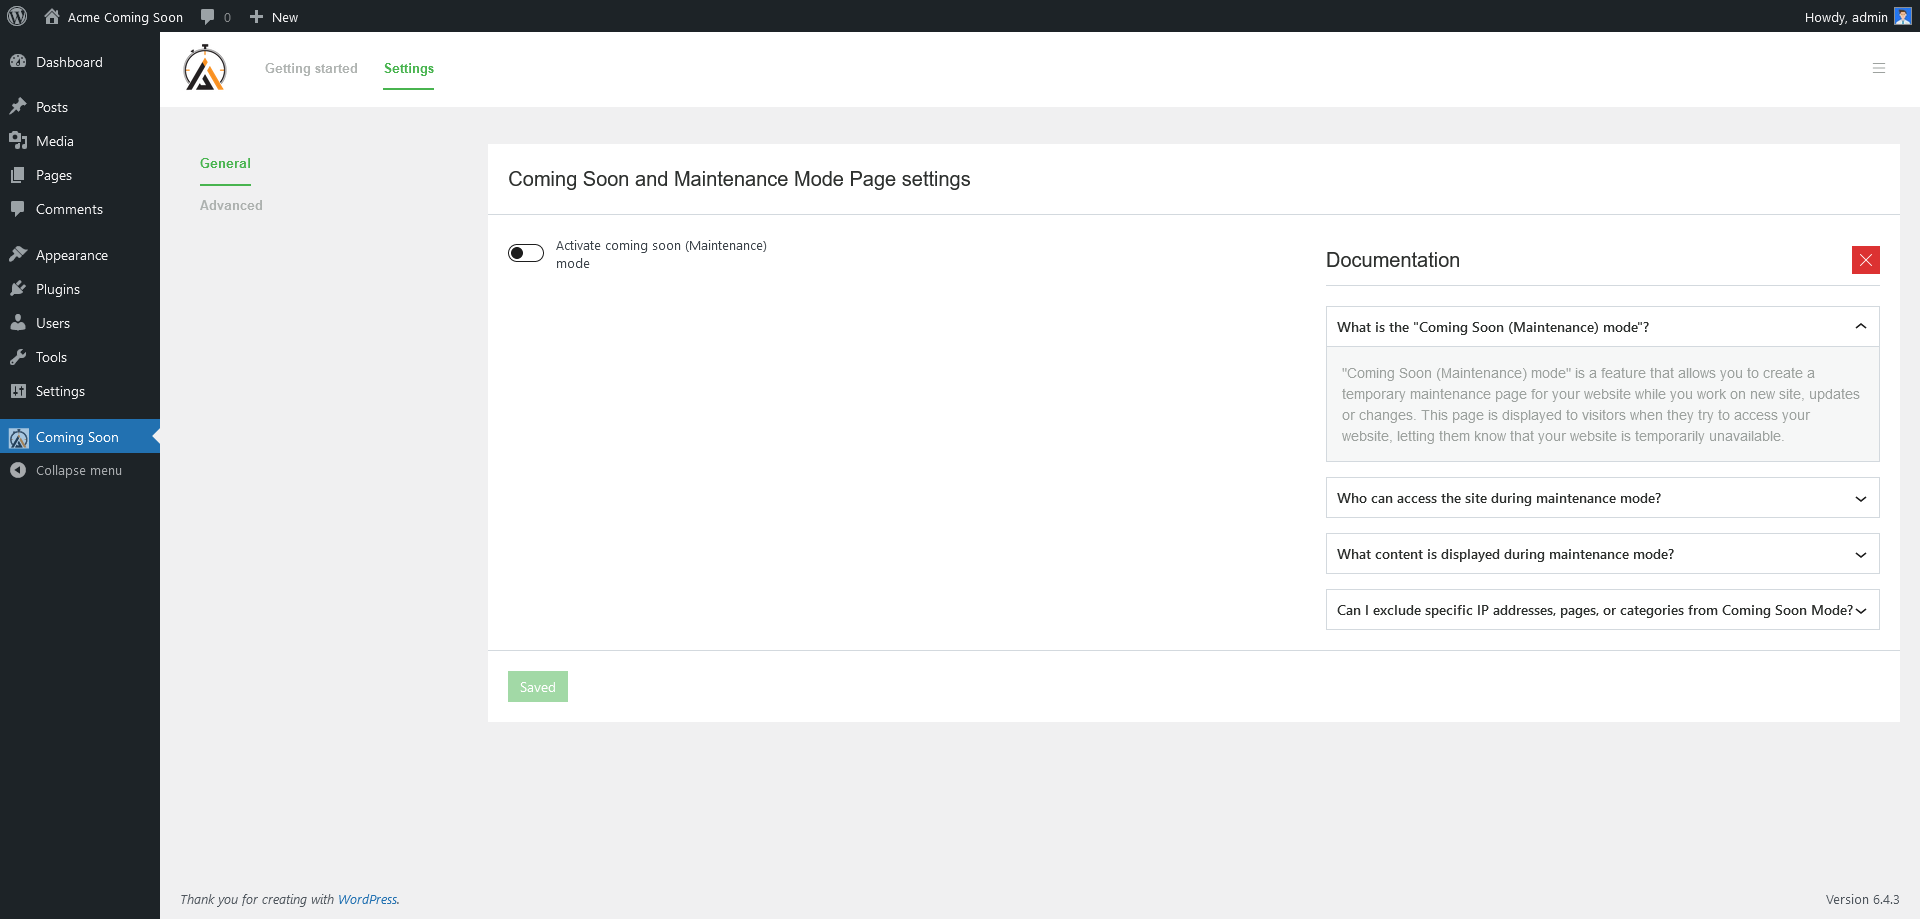 Acme Coming Soon
0
New
Howdy, admin
Dashboard
Posts
Media
Pages
Comments
Appearance
Plugins
Users
Tools
Settings
Coming Soon
Collapse menu
Getting started
Settings
General
Advanced
Coming Soon and Maintenance Mode Page settings
Activate coming soon (Maintenance)
mode
Documentation
What is the "Coming Soon (Maintenance) mode"?
"Coming Soon (Maintenance) mode" is a feature that allows you to create a
temporary maintenance page for your website while you work on new site, updates
or changes. This page is displayed to visitors when they try to access your
website, letting them know that your website is temporarily unavailable.
Who can access the site during maintenance mode?
What content is displayed during maintenance mode?
Can I exclude specific IP addresses, pages, or categories from Coming Soon Mode?
Saved
Thank you for creating with WordPress.
Version 6.4.3